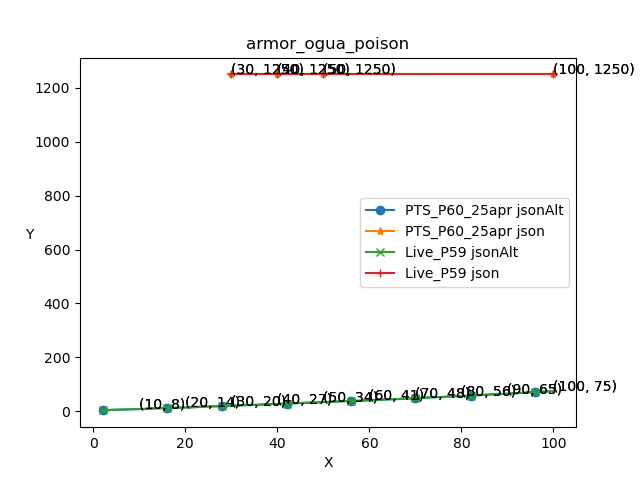 armor_ogua_poison
(30, 1250)
(40, 1250)
(50, 1250)
(100, 1250)
1200
1000
800
600
400
200
0
Y
PTS_P60_25apr jsonAlt
PTS_P60_25apr json
Live_P59 jsonAlt
Live_P59 json
(10, 8)
(20, 14)
(30, 20)
(40, 27)
(50, 34)
(60, 41)
(70, 48)
(80, 56)
(90, 65)
(100, 75)
0 20 40 60 80 100
X